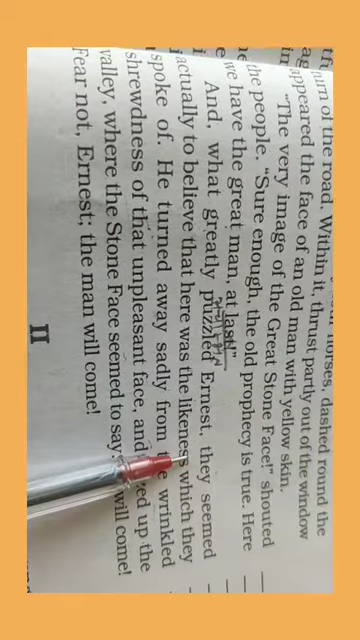 horses, dashed round the
turn of the road. Within it, thrust partly out of the window
appeared the face of an old man with yellow skin.
"The very image of the Great Stone Face!" shouted
the people. "Sure enough, the old prophecy is true. Here
we have the great man, at last!"
And, what greatly puzzled Ernest, they seemed
actually to believe that here was the likeness which they
spoke of. He turned away sadly from the wrinkled
shrewdness of that unpleasant face, and up the
valley, where the Stone Face seemed to say: will come!
Fear not, Ernest; the man will come!
II